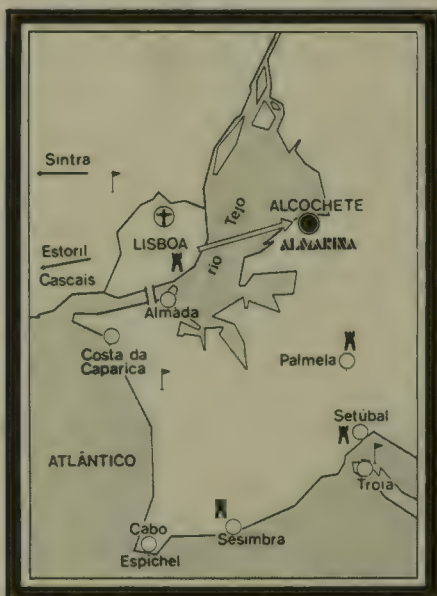 Sintra
Estoril
Cascais
LISBOA
rio Tejo
ALCOCHETE
ALMARINA
Almada
Costa da
Caparica
Palmela
ATLÂNTICO
Setúbal
Troia
Cabo
Espichel
Sesimbra